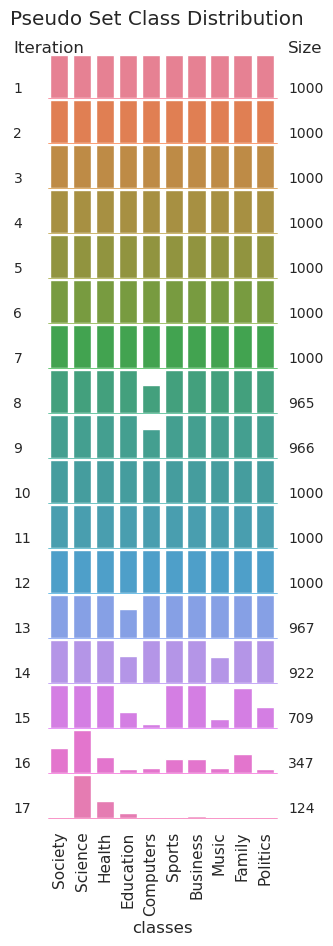 Pseudo Set Class Distribution
Iteration Size
1 1000
2 1000
3 1000
4 1000
5 1000
6 1000
7 1000
8 965
9 966
10 1000
11 1000
12 1000
13 967
14 922
15 709
16 347
17 124
Society
Science
Health
Education
Computers
Sports
Business
Music
Family
Politics
classes